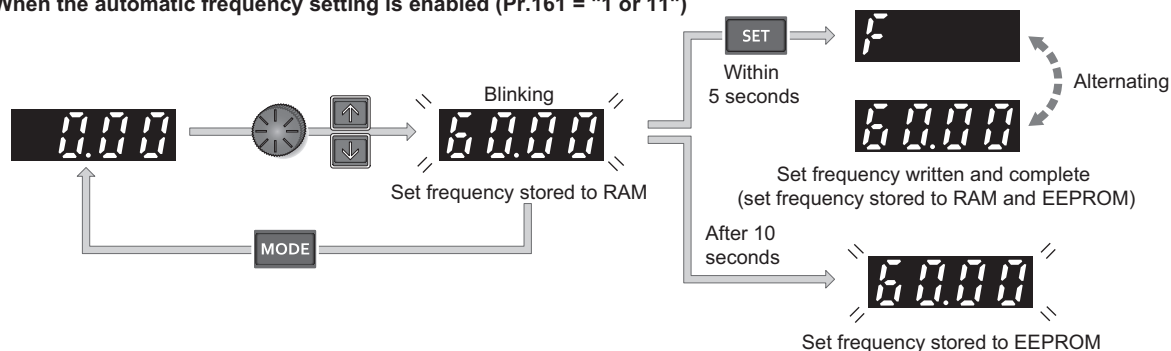 When the automatic frequency setting is enabled (Pr.161 = "1 or 11")
SET
F
Within
5 seconds
Alternating
Blinking
0.00
60.00
60.00
Set frequency stored to RAM
Set frequency written and complete
(set frequency stored to RAM and EEPROM)
MODE
After 10
seconds
60.00
Set frequency stored to EEPROM